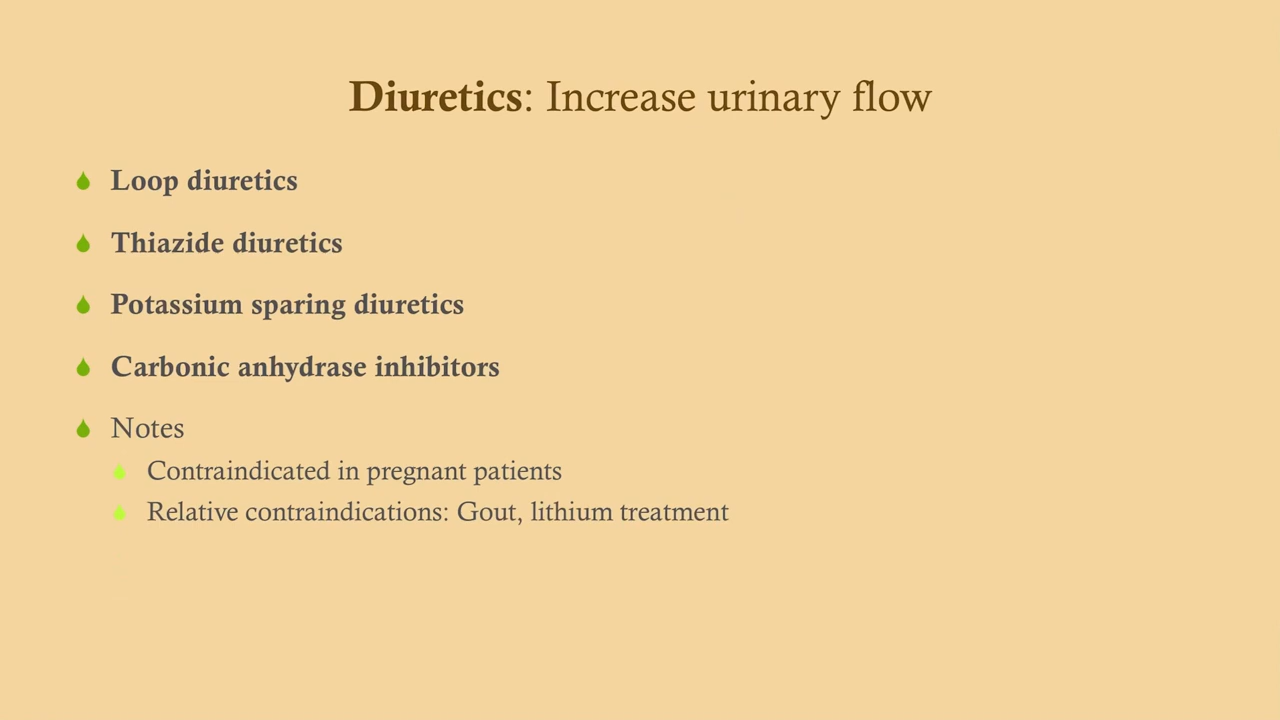 Diuretics: Increase urinary flow
Loop diuretics
Thiazide diuretics
Potassium sparing diuretics
Carbonic anhydrase inhibitors
Notes
Contraindicated in pregnant patients
Relative contraindications: Gout, lithium treatment